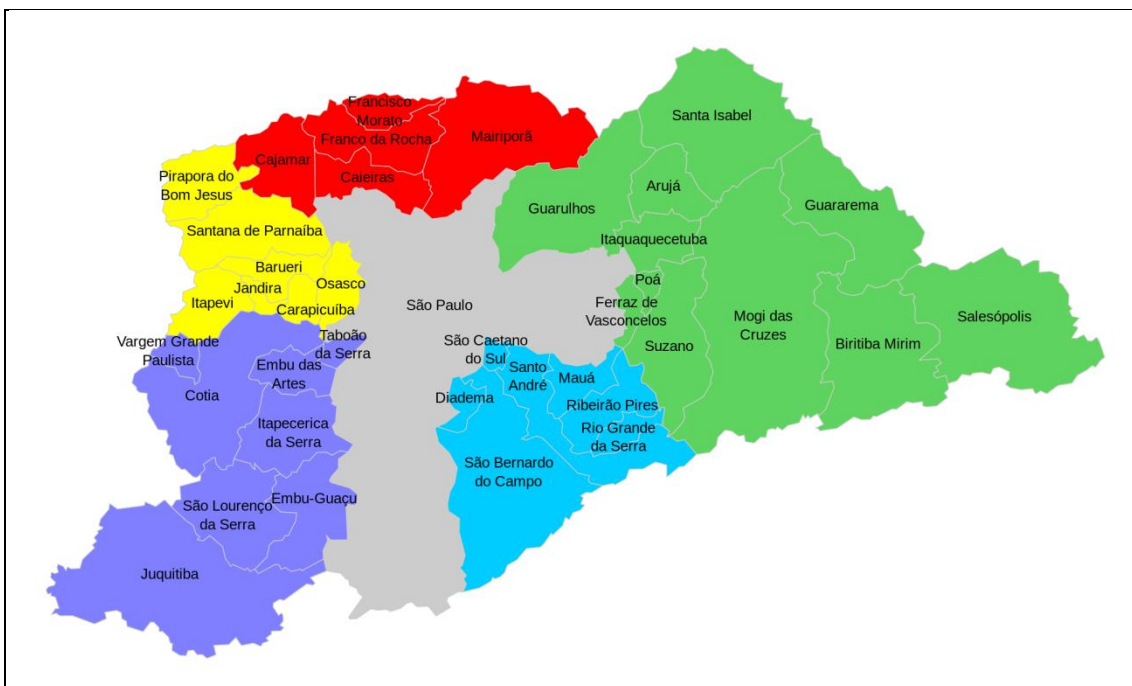 Francisco
Morato
Franco da Rocha
Mairiporã
Cajamar
Caieiras
Santa Isabel
Pirapora do
Bom Jesus
Arujá
Guarulhos
Guararema
Santana de Parnaíba
Itaquaquecetuba
Barueri
Jandira
Osasco
Itapevi
Carapicuíba
São Paulo
Poá
Ferraz de
Vasconcelos
Mogi das
Cruzes
Salesópolis
Biritiba Mirim
Suzano
Vargem Grande
Paulista
Taboão
da Serra
São Caetano
do Sul
Embu das
Artes
Santo
André
Mauá
Cotia
Diadema
Ribeirão Pires
Itapecerica
da Serra
Rio Grande
da Serra
São Bernardo
do Campo
São Lourenço
da Serra
Embu-Guaçu
Juquitiba